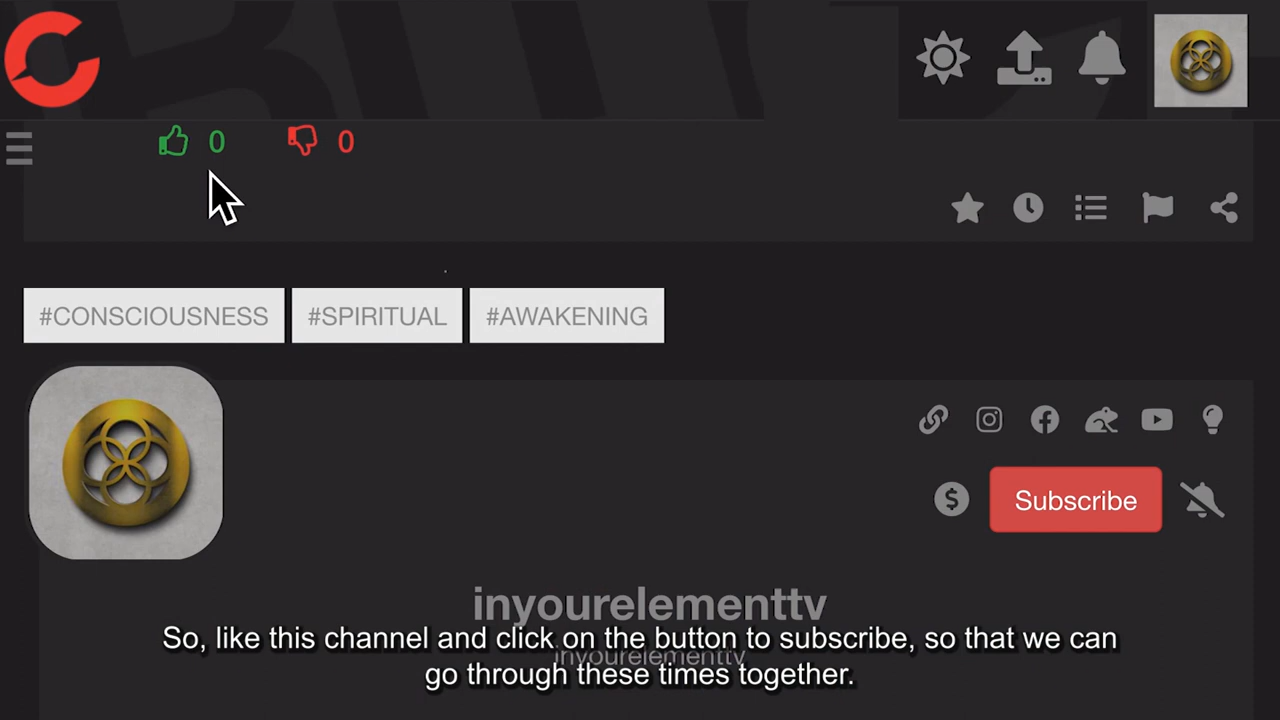 0 0
#CONSCIOUSNESS #SPIRITUAL #AWAKENING
Subscribe
inyourelementtv
So, like this channel and click on the button to subscribe, so that we can
inyourelementtv
go through these times together.